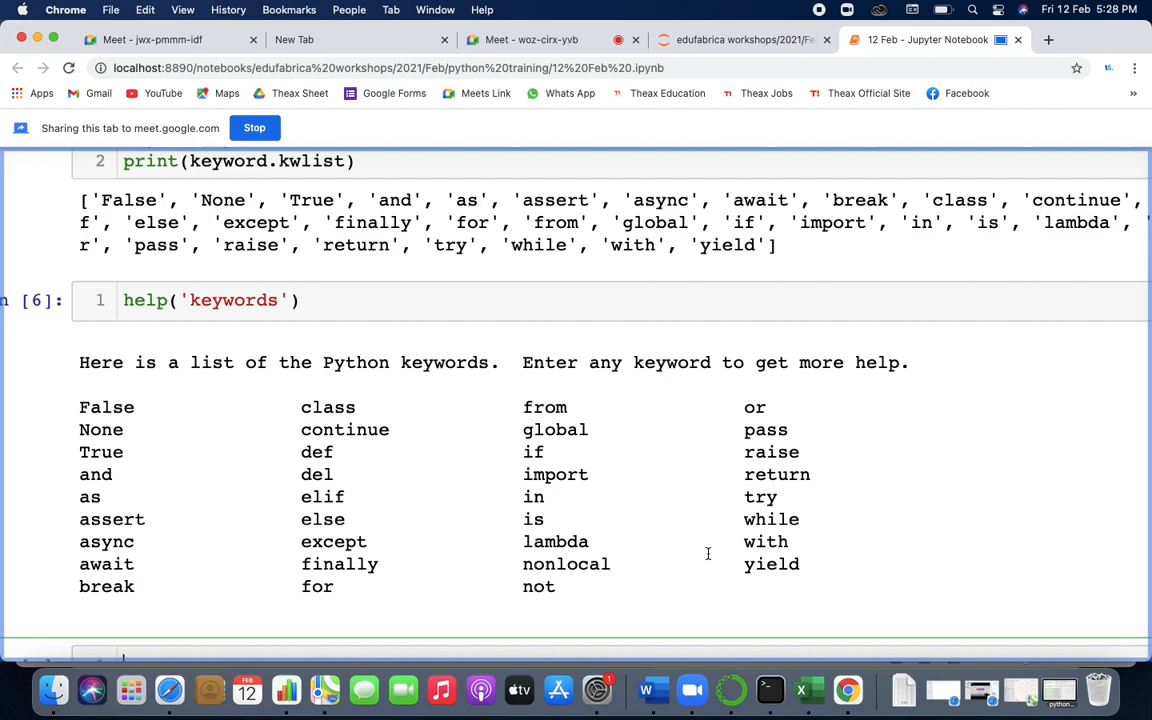 Chrome File Edit View History Bookmarks People Tab Window Help Fri 12 Feb 5:28 PM
Meet - jwx-pmmm-idf New Tab Meet - woz-cirx-yvb edufabrica workshops/2021/Fe 12 Feb - Jupyter Notebook
localhost:8890/notebooks/edufabrica%20workshops/2021/Feb/python%20training/12%20Feb%20.ipynb
Apps Gmail YouTube Maps Theax Sheet Google Forms Meets Link Whats App Theax Education Theax Jobs Theax Official Site Facebook »
Sharing this tab to meet.google.com Stop
2 print(keyword.kwlist)
['False', 'None', 'True', 'and', 'as', 'assert', 'async', 'await', 'break', 'class', 'continue',
f', 'else', 'except', 'finally', 'for', 'from', 'global', 'if', 'import', 'in', 'is', 'lambda', '
r', 'pass', 'raise', 'return', 'try', 'while', 'with', 'yield']
n [6]: 1 help('keywords')
Here is a list of the Python keywords. Enter any keyword to get more help.
False class from or
None continue global pass
True def if raise
and del import return
as elif in try
assert else is while
async except lambda with
await finally nonlocal yield
break for not
FEB
12
tv
1
python...